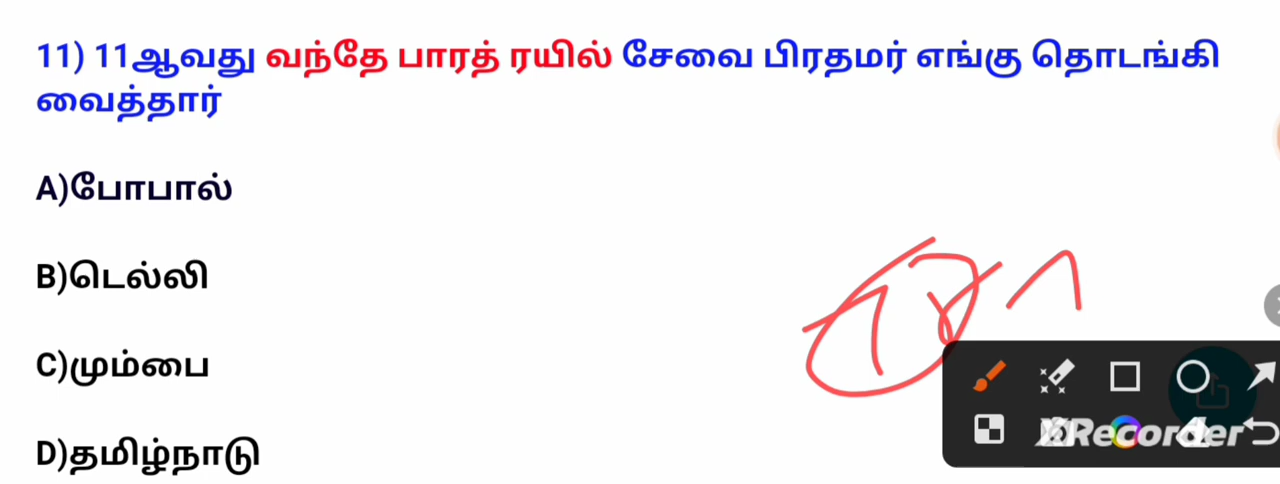 11) 11ஆவது வந்தே பாரத் ரயில் சேவை பிரதமர் எங்கு தொடங்கி
வைத்தார்
A)போபால்
B)டெல்லி
C)மும்பை
D)தமிழ்நாடு
XRecorder